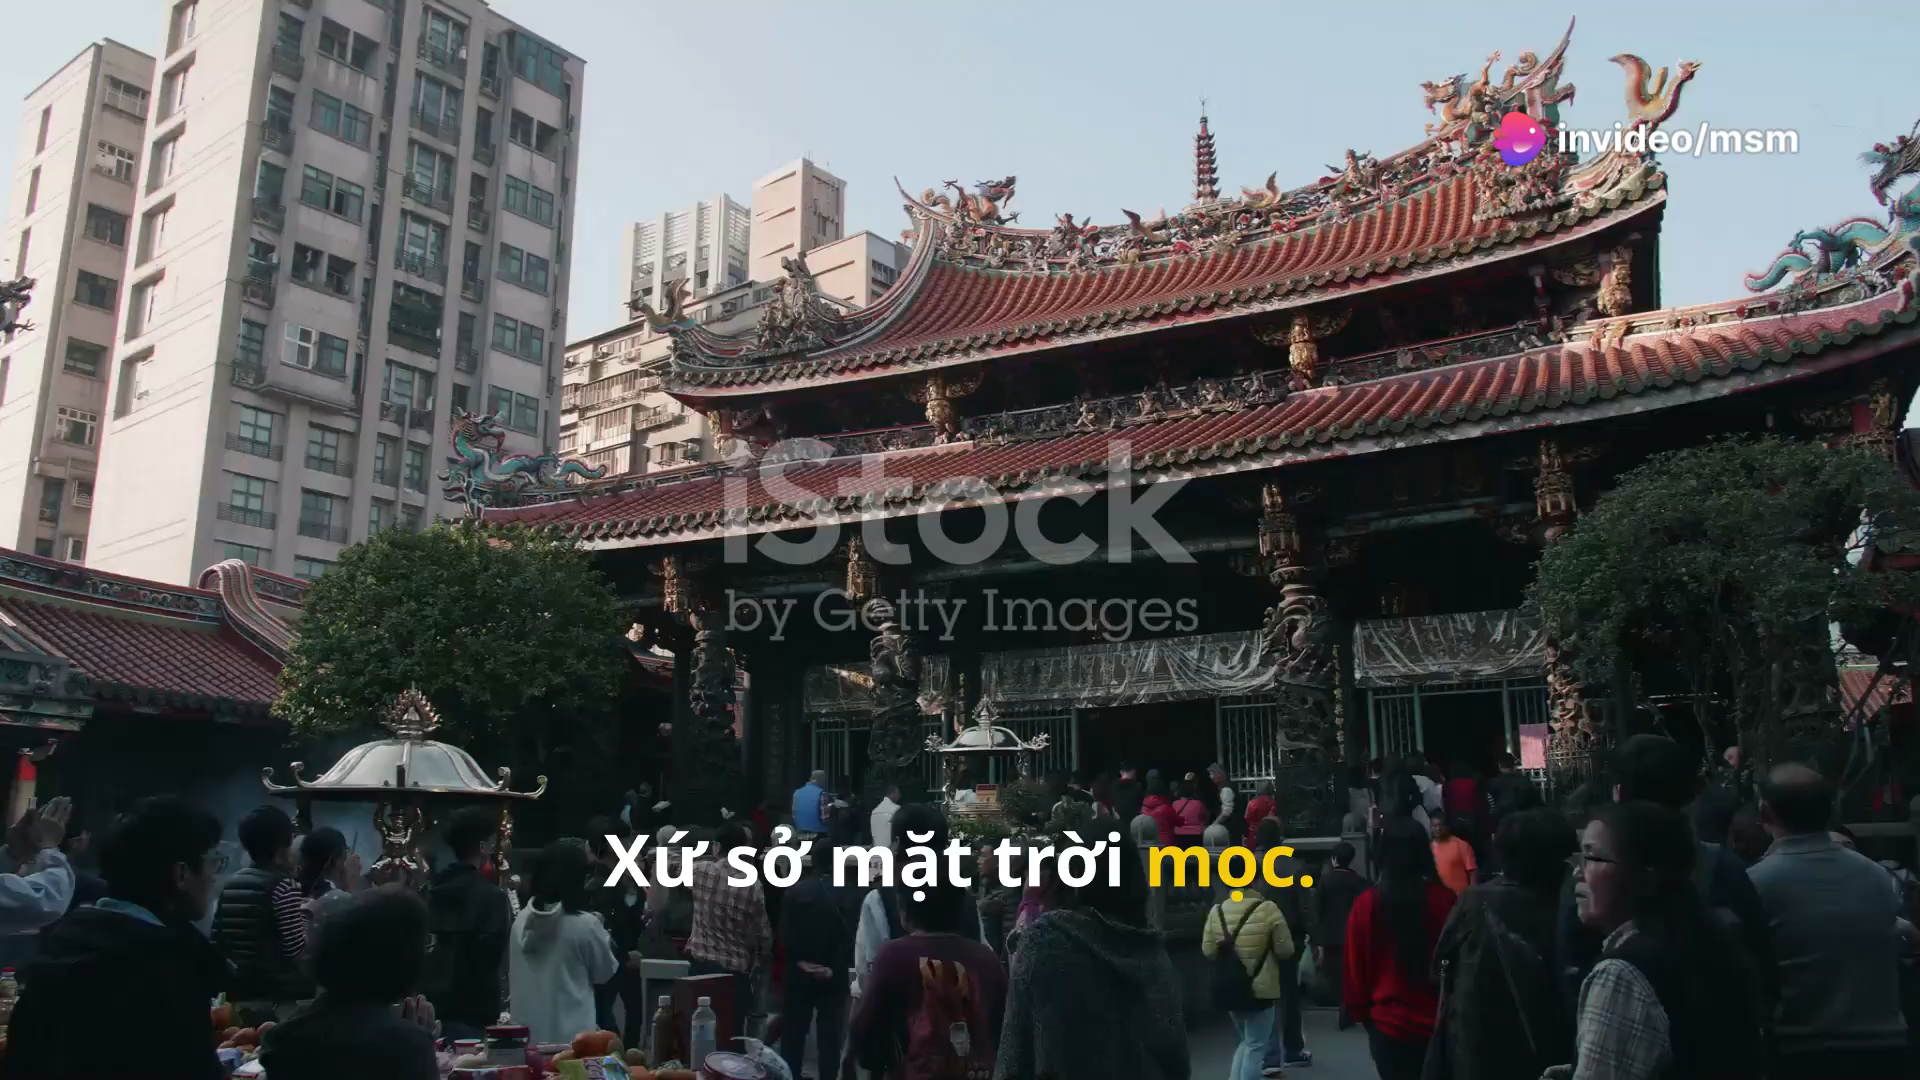 invideo/msm
iStock
by Getty Images
Xứ sở mặt trời mọc.